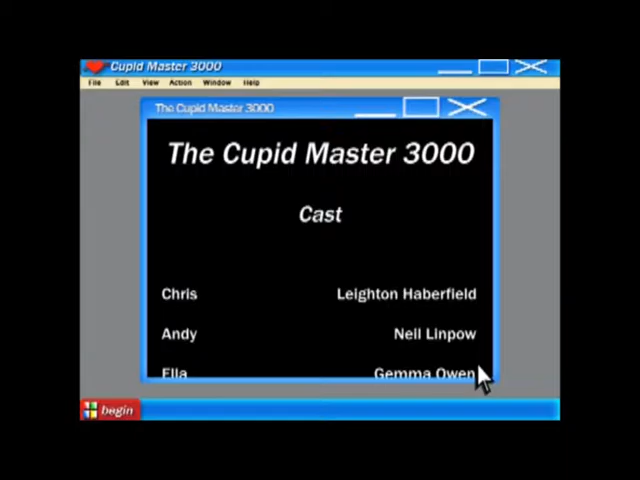 Cupid Master 3000
File Edit View Action Window Help
The Cupid Master 3000
The Cupid Master 3000
Cast
Chris Leighton Haberfield
Andy Neil Linpow
Ella Gemma Owen
begin